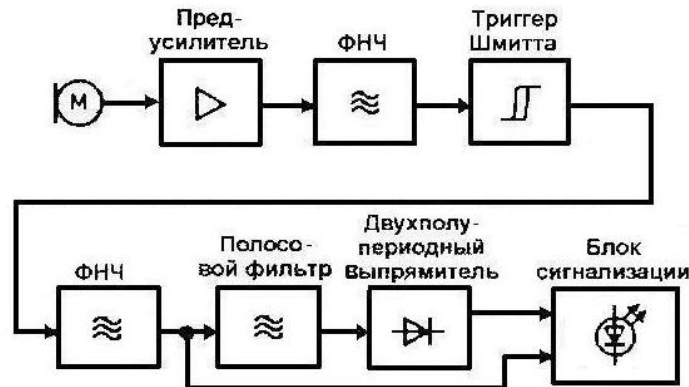 Пред-
усилитель
ФНЧ
Триггер
Шмитта
М
ФНЧ
Полосо-
вой фильтр
Двухполу-
периодный
выпрямитель
Блок
сигнализации